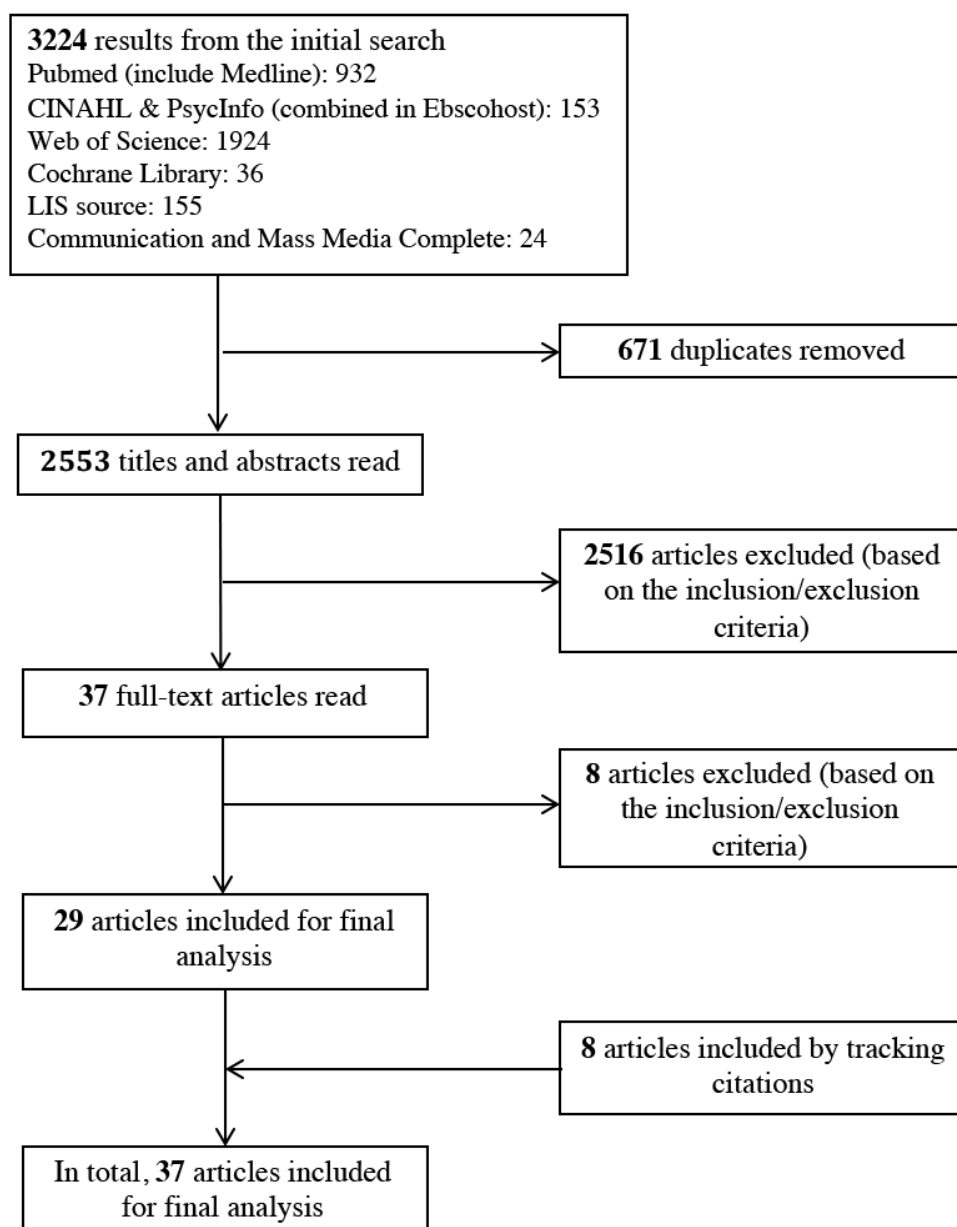 3224 results from the initial search
Pubmed (include Medline): 932
CINAHL & PsycInfo (combined in Ebscohost): 153
Web of Science: 1924
Cochrane Library: 36
LIS source: 155
Communication and Mass Media Complete: 24
671 duplicates removed
2553 titles and abstracts read
2516 articles excluded (based
on the inclusion/exclusion
criteria)
37 full-text articles read
8 articles excluded (based on
the inclusion/exclusion
criteria)
29 articles included for final
analysis
8 articles included by tracking
citations
In total, 37 articles included
for final analysis